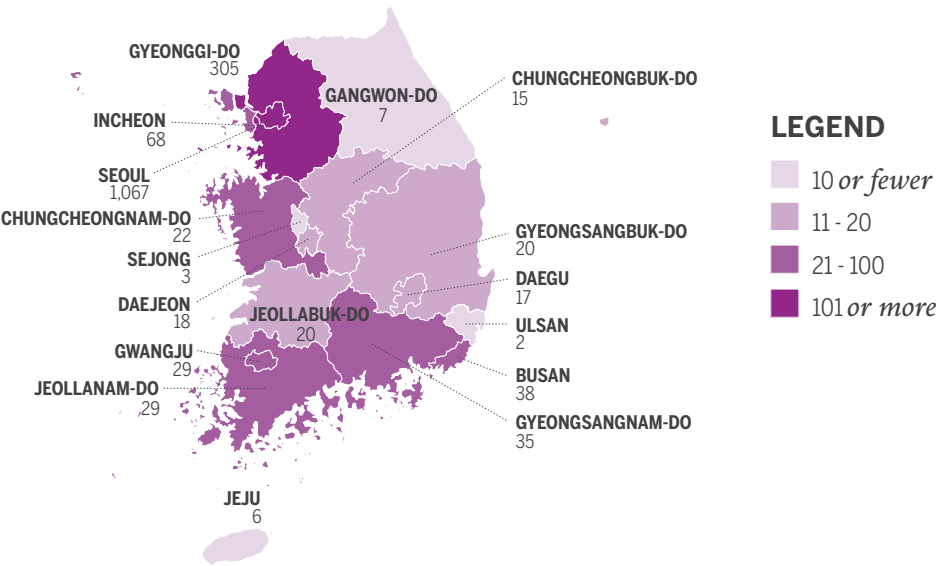 GYEONGGI-DO
305
INCHEON
68
SEOUL
1,067
CHUNGCHEONGNAM-DO
22
SEJONG
3
DAEJEON
18
GWANGJU
29
JEOLLANAM-DO
29
JEJU
6
GANGWON-DO
7
JEOLLABUK-DO
20
CHUNGCHEONGBUK-DO
15
GYEONGSANGBUK-DO
20
DAEGU
17
ULSAN
2
BUSAN
38
GYEONGSANGNAM-DO
35
LEGEND
10 or fewer
11 - 20
21 - 100
101 or more